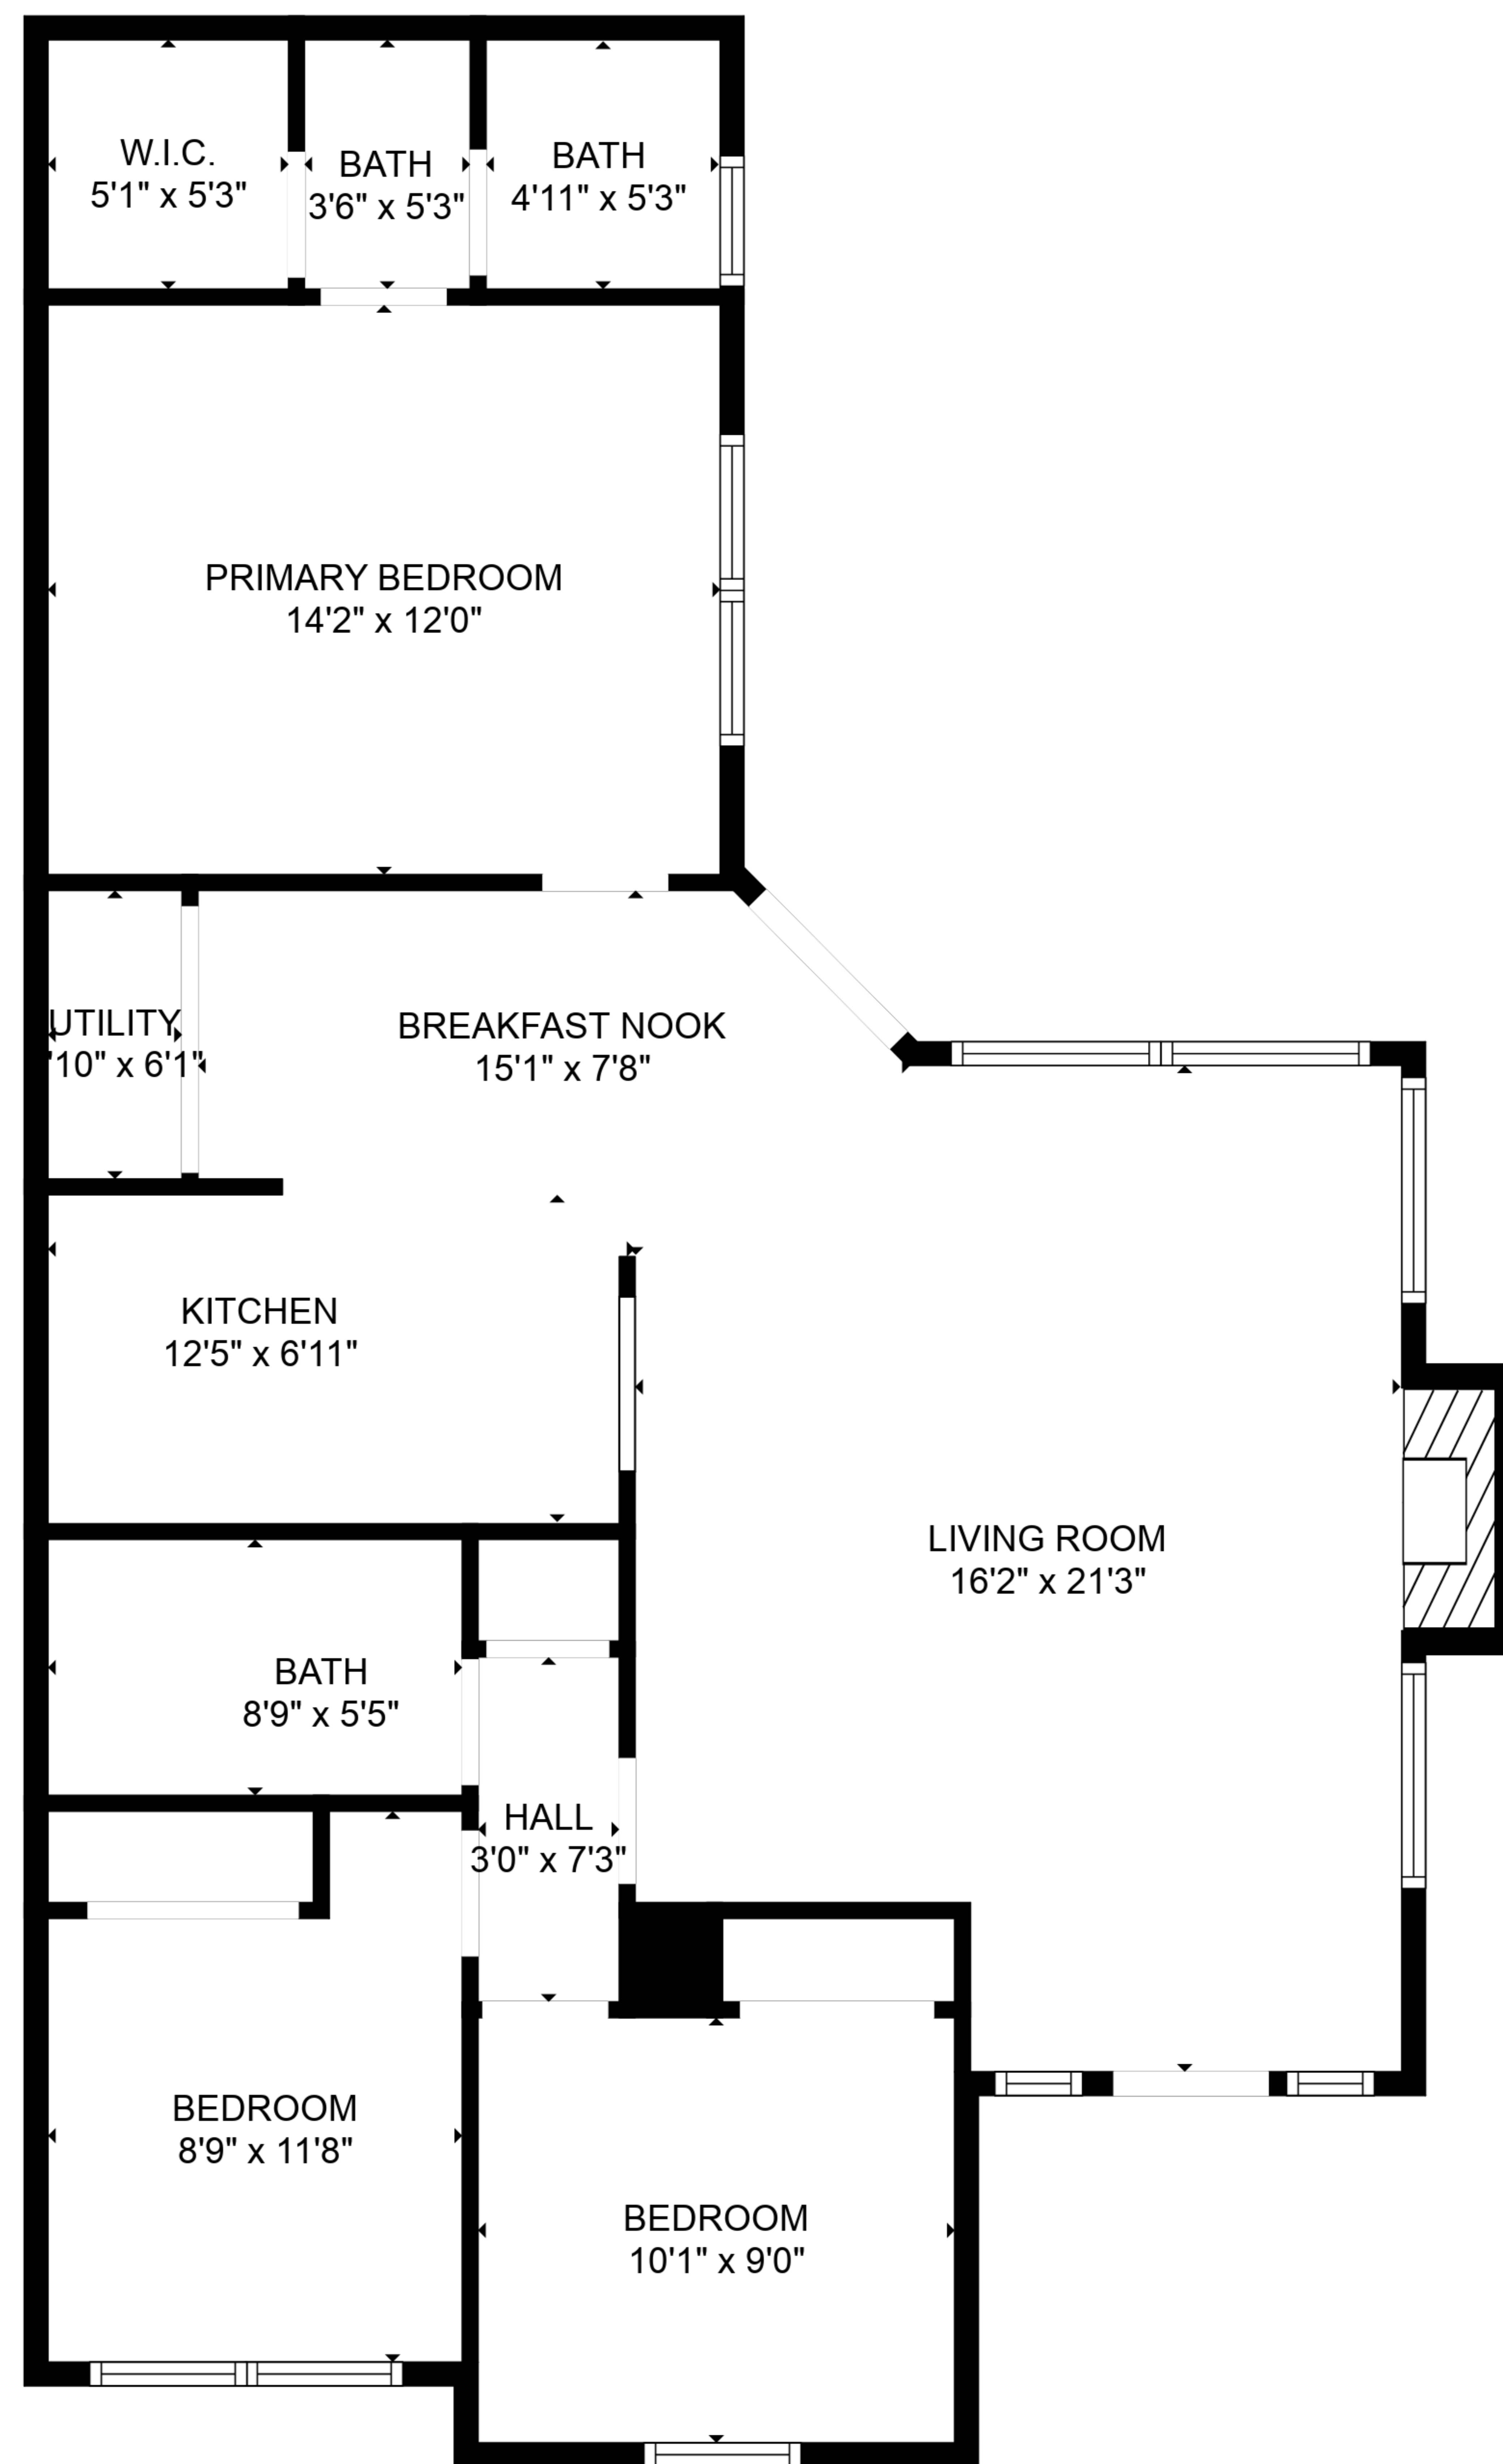 W.I.C.
5'1" x 5'3"
BATH
3'6" x 5'3"
BATH
4'11" x 5'3"
PRIMARY BEDROOM
14'2" x 12'0"
UTILITY
'10" x 6'1"
BREAKFAST NOOK
15'1" x 7'8"
KITCHEN
12'5" x 6'11"
LIVING ROOM
16'2" x 21'3"
BATH
8'9" x 5'5"
HALL
3'0" x 7'3"
BEDROOM
8'9" x 11'8"
BEDROOM
10'1" x 9'0"